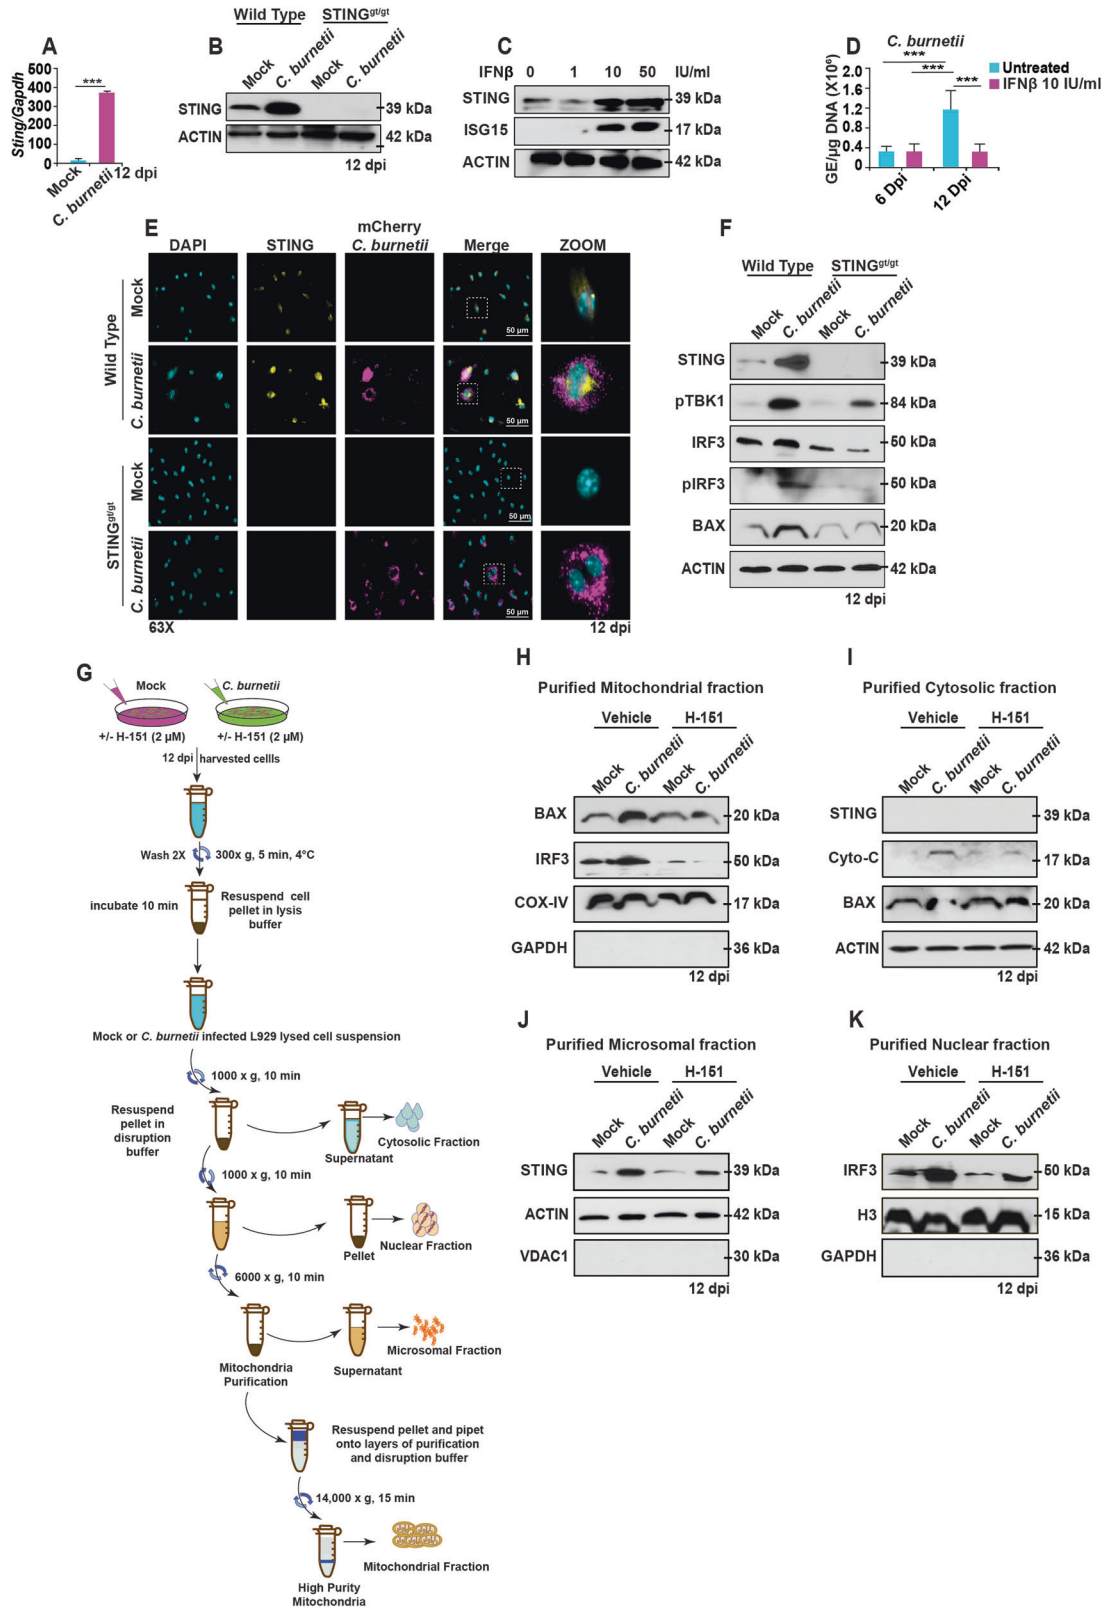 A
500
400
300
200
100
0
Sting/Gapdh
***
Mock
C. burnetii
12 dpi
B
Wild Type
STINGgt/gt
Mock
C. burnetii
Mock
C. burnetii
STING
39 kDa
ACTIN
42 kDa
12 dpi
C
IFNβ 0 1 10 50 IU/ml
STING
39 kDa
ISG15
17 kDa
ACTIN
42 kDa
D
C. burnetii
***
***
***
Untreated
IFNβ 10 IU/ml
GE/µg DNA (X10⁶)
2.0
1.6
1.2
0.8
0.4
0
6 Dpi
12 Dpi
E
DAPI
STING
mCherry
C. burnetii
Merge
ZOOM
Wild Type
Mock
50 µm
C. burnetii
50 µm
STINGgt/gt
Mock
50 µm
C. burnetii
50 µm
63X
12 dpi
F
Wild Type
STINGgt/gt
Mock
C. burnetii
Mock
C. burnetii
STING
39 kDa
pTBK1
84 kDa
IRF3
50 kDa
pIRF3
50 kDa
BAX
20 kDa
ACTIN
42 kDa
12 dpi
G
Mock
C. burnetii
+/- H-151 (2 µM)
+/- H-151 (2 µM)
12 dpi
harvested cellls
Wash 2X
300x g, 5 min, 4°C
incubate 10 min
Resuspend cell
pellet in lysis
buffer
Mock or C. burnetii infected L929 lysed cell suspension
1000 x g, 10 min
Resuspend
pellet in
disruption
buffer
Supernatant
Cytosolic Fraction
1000 x g, 10 min
Pellet
Nuclear Fraction
6000 x g, 10 min
Mitochondria
Purification
Supernatant
Microsomal Fraction
Resuspend pellet and pipet
onto layers of purification
and disruption buffer
14,000 x g, 15 min
High Purity
Mitochondria
Mitochondrial Fraction
H
Purified Mitochondrial fraction
Vehicle
H-151
Mock
C. burnetii
Mock
C. burnetii
BAX
20 kDa
IRF3
50 kDa
COX-IV
17 kDa
GAPDH
36 kDa
12 dpi
I
Purified Cytosolic fraction
Vehicle
H-151
Mock
C. burnetii
Mock
C. burnetii
STING
39 kDa
Cyto-C
17 kDa
BAX
20 kDa
ACTIN
42 kDa
12 dpi
J
Purified Microsomal fraction
Vehicle
H-151
Mock
C. burnetii
Mock
C. burnetii
STING
39 kDa
ACTIN
42 kDa
VDAC1
30 kDa
12 dpi
K
Purified Nuclear fraction
Vehicle
H-151
Mock
C. burnetii
Mock
C. burnetii
IRF3
50 kDa
H3
15 kDa
GAPDH
36 kDa
12 dpi